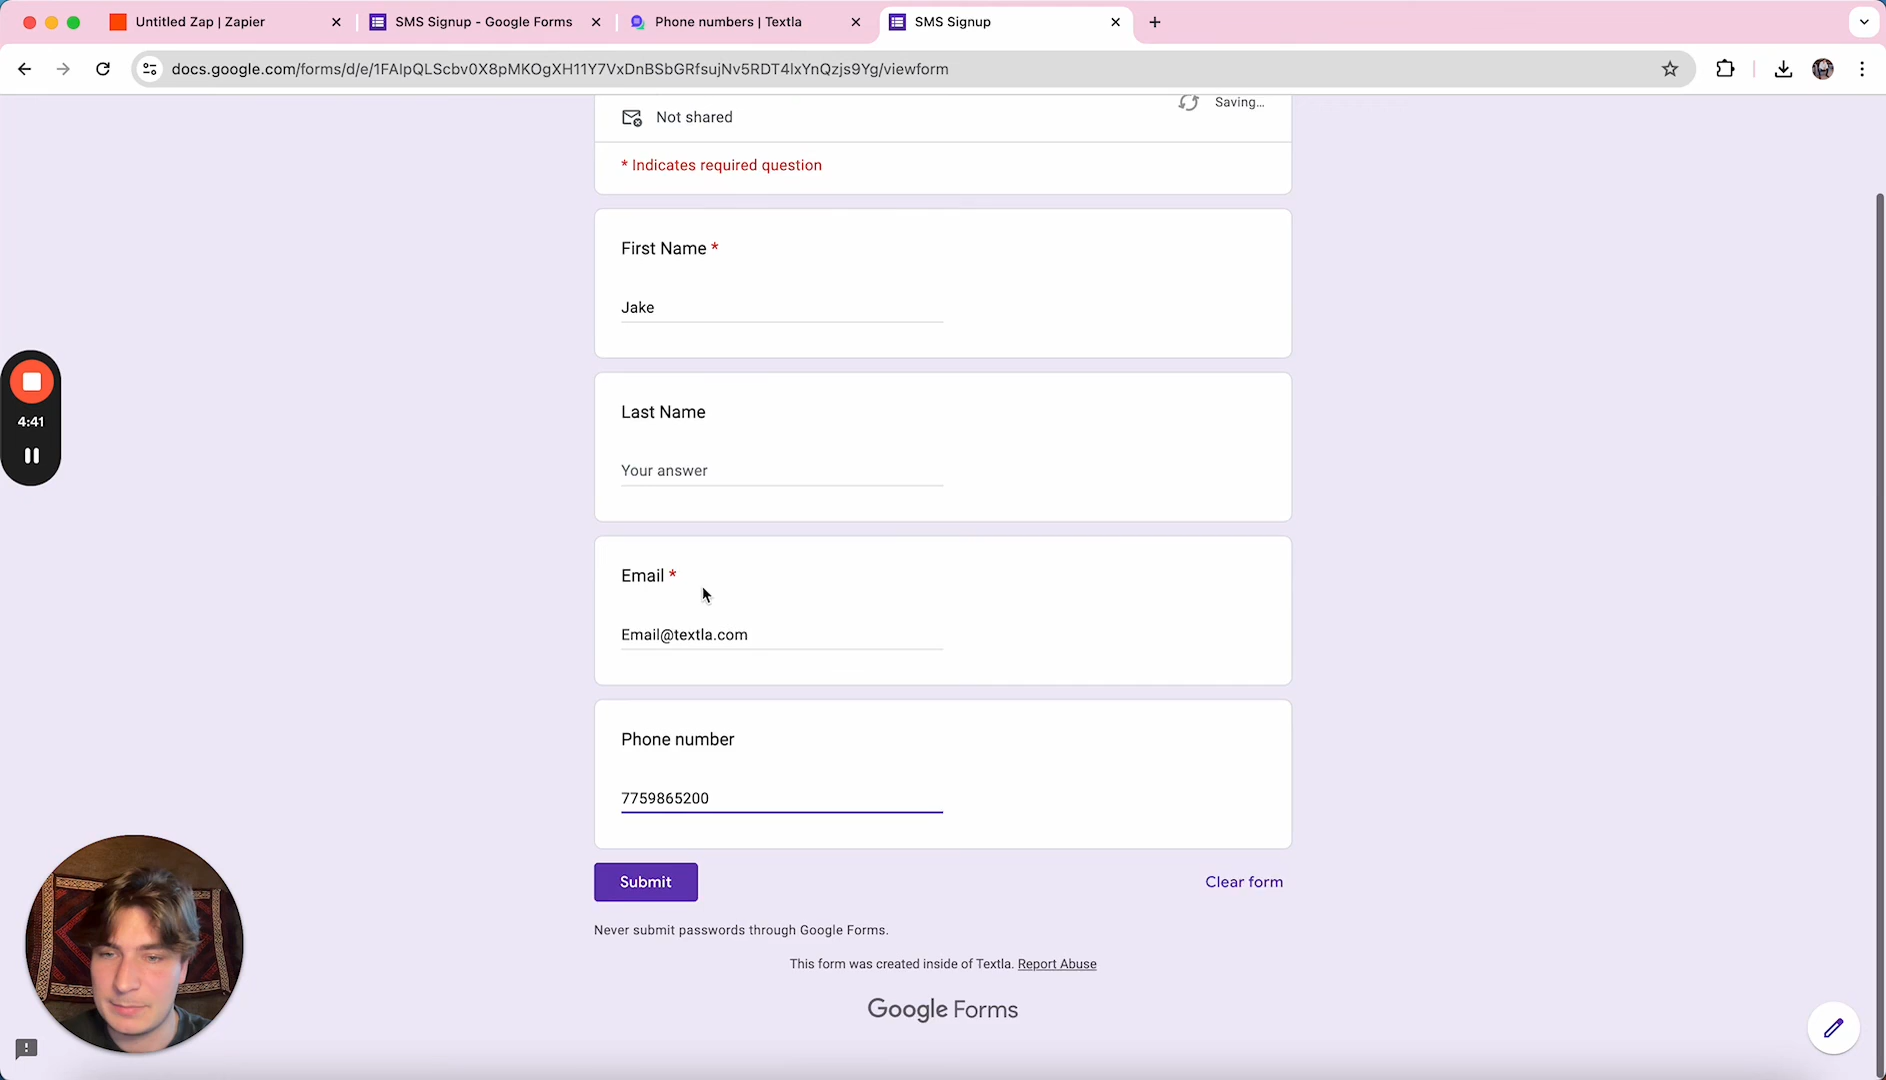 Untitled Zap | Zapier
SMS Signup - Google Forms
Phone numbers | Textla
SMS Signup
docs.google.com/forms/d/e/1FAIpQLScbv0X8pMKOgXH11Y7VxDnBSbGRfsujNv5RDT4lxYnQzjs9Yg/viewform
Saving...
Not shared
* Indicates required question
First Name *
Jake
Last Name
Your answer
Email *
Email@textla.com
Phone number
7759865200
Submit
Clear form
Never submit passwords through Google Forms.
This form was created inside of Textla. Report Abuse
Google Forms
4:41